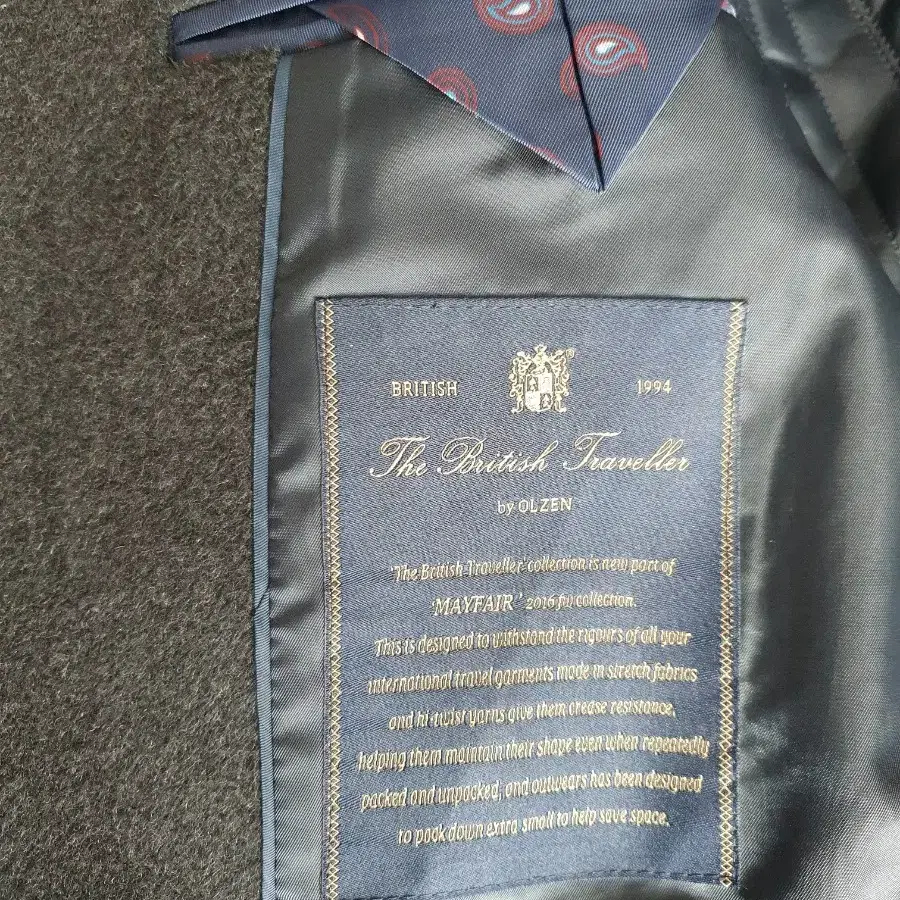 BRITISH 1994
The British Traveller
by OLZEN
'The British Traveller' collection is new part of
'MAYFAIR' 2016 fw collection.
This is designed to withstand the rigours of all your
international travel garments made in stretch fabrics
and hi-twist yarns give them crease resistance,
helping them maintain their shape even when repeatedly
packed and unpacked, and outwears has been designed
to pack down extra small to help save space.